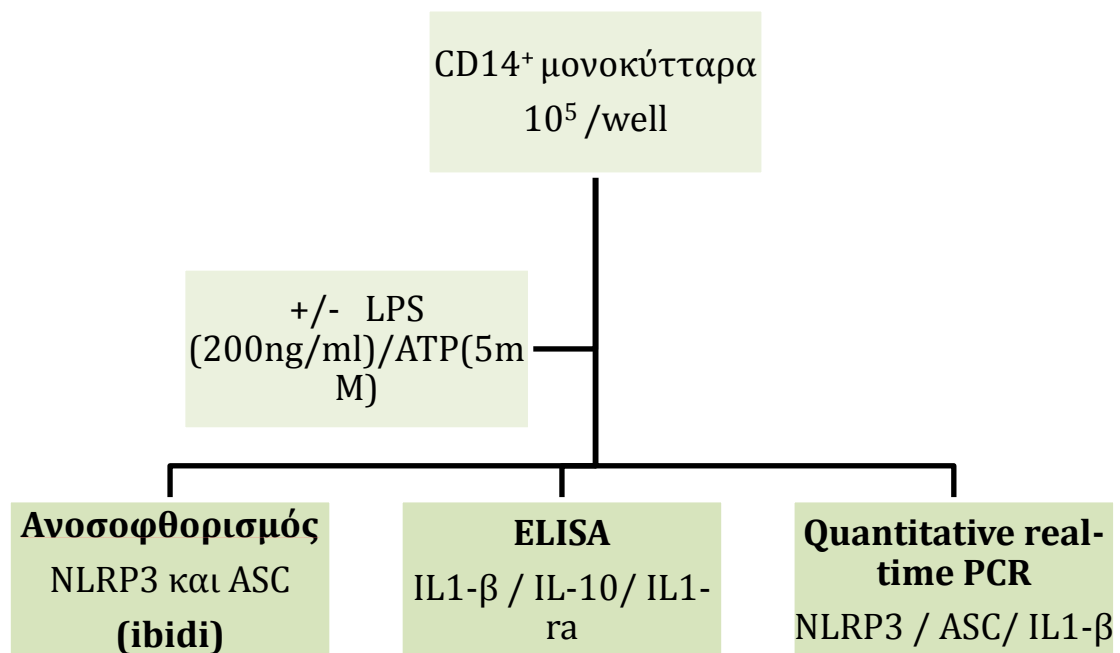 CD14⁺ μονοκύτταρα
10⁵ /well
+/- LPS
(200ng/ml)/ATP(5m
M)
Ανοσοφθορισμός
NLRP3 και ASC
(ibidi)
ELISA
IL1-β / IL-10/ IL1-
ra
Quantitative real-
time PCR
NLRP3 / ASC/ IL1-β